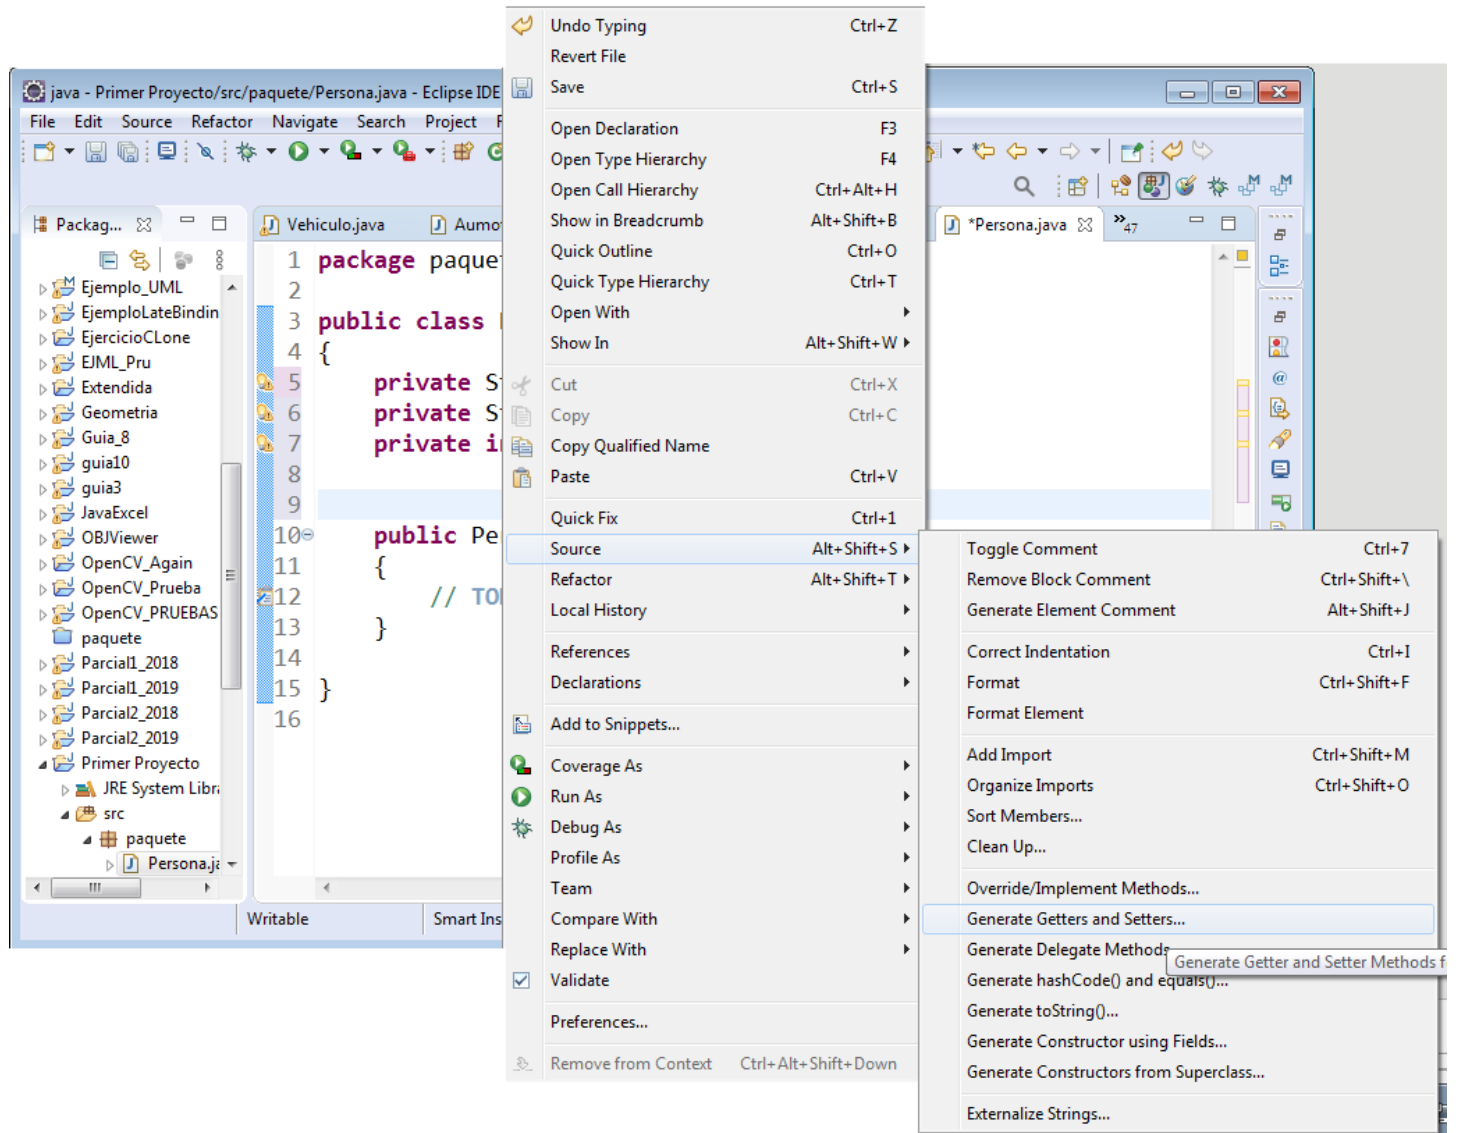 java - Primer Proyecto/src/paquete/Persona.java - Eclipse IDE
File Edit Source Refactor Navigate Search Project
Packag...
Vehiculo.java
*Persona.java
47
Ejemplo_UML
EjemploLateBindin
EjercicioCLone
EJML_Pru
Extendida
Geometria
Guia_8
guia10
guia3
JavaExcel
OBJViewer
OpenCV_Again
OpenCV_Prueba
OpenCV_PRUEBAS
paquete
Parcial1_2018
Parcial1_2019
Parcial2_2018
Parcial2_2019
Primer Proyecto
JRE System Libr
src
paquete
Persona.ja
1 package paque
2
3 public class
4 {
5 private S
6 private S
7 private i
8
9
10 public Pe
11 {
12 // TO
13 }
14
15 }
16
Writable Smart Ins
Undo Typing Ctrl+Z
Revert File
Save Ctrl+S
Open Declaration F3
Open Type Hierarchy F4
Open Call Hierarchy Ctrl+Alt+H
Show in Breadcrumb Alt+Shift+B
Quick Outline Ctrl+O
Quick Type Hierarchy Ctrl+T
Open With
Show In Alt+Shift+W
Cut Ctrl+X
Copy Ctrl+C
Copy Qualified Name
Paste Ctrl+V
Quick Fix Ctrl+1
Source Alt+Shift+S
Refactor Alt+Shift+T
Local History
References
Declarations
Add to Snippets...
Coverage As
Run As
Debug As
Profile As
Team
Compare With
Replace With
Validate
Preferences...
Remove from Context Ctrl+Alt+Shift+Down
Toggle Comment Ctrl+7
Remove Block Comment Ctrl+Shift+\
Generate Element Comment Alt+Shift+J
Correct Indentation Ctrl+I
Format Ctrl+Shift+F
Format Element
Add Import Ctrl+Shift+M
Organize Imports Ctrl+Shift+O
Sort Members...
Clean Up...
Override/Implement Methods...
Generate Getters and Setters...
Generate Delegate Methods
Generate Getter and Setter Methods f
Generate hashCode() and equals()...
Generate toString()...
Generate Constructor using Fields...
Generate Constructors from Superclass...
Externalize Strings...